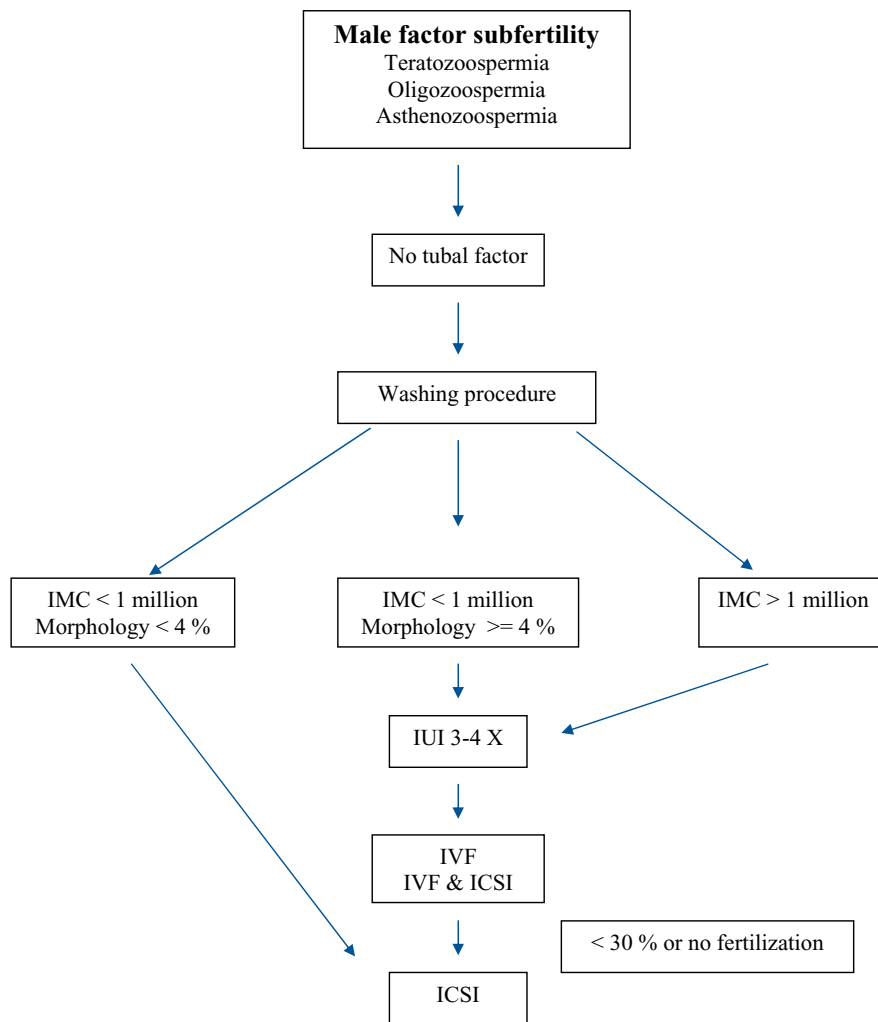 Male factor subfertility
Teratozoospermia
Oligozoospermia
Asthenozoospermia
No tubal factor
Washing procedure
IMC < 1 million
Morphology < 4 %
IMC < 1 million
Morphology >= 4 %
IMC > 1 million
IUI 3-4 X
IVF
IVF & ICSI
< 30 % or no fertilization
ICSI